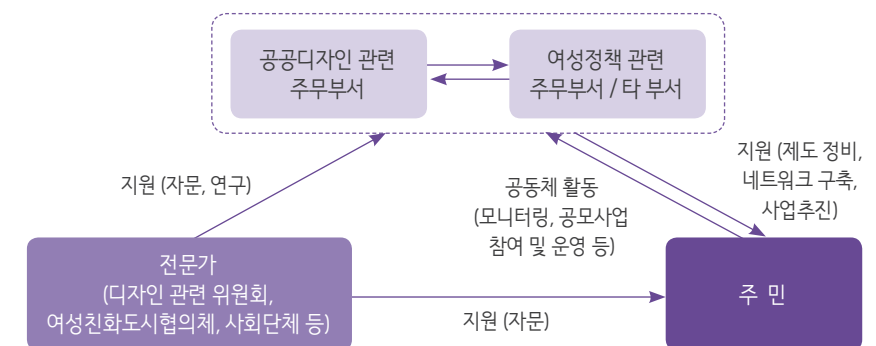 공공디자인 관련
주무부서
여성정책 관련
주무부서 / 타 부서
지원 (자문, 연구)
공동체 활동
(모니터링, 공모사업
참여 및 운영 등)
지원 (제도 정비,
네트워크 구축,
사업추진)
전문가
(디자인 관련 위원회,
여성친화도시협의체, 사회단체 등)
지원 (자문)
주 민